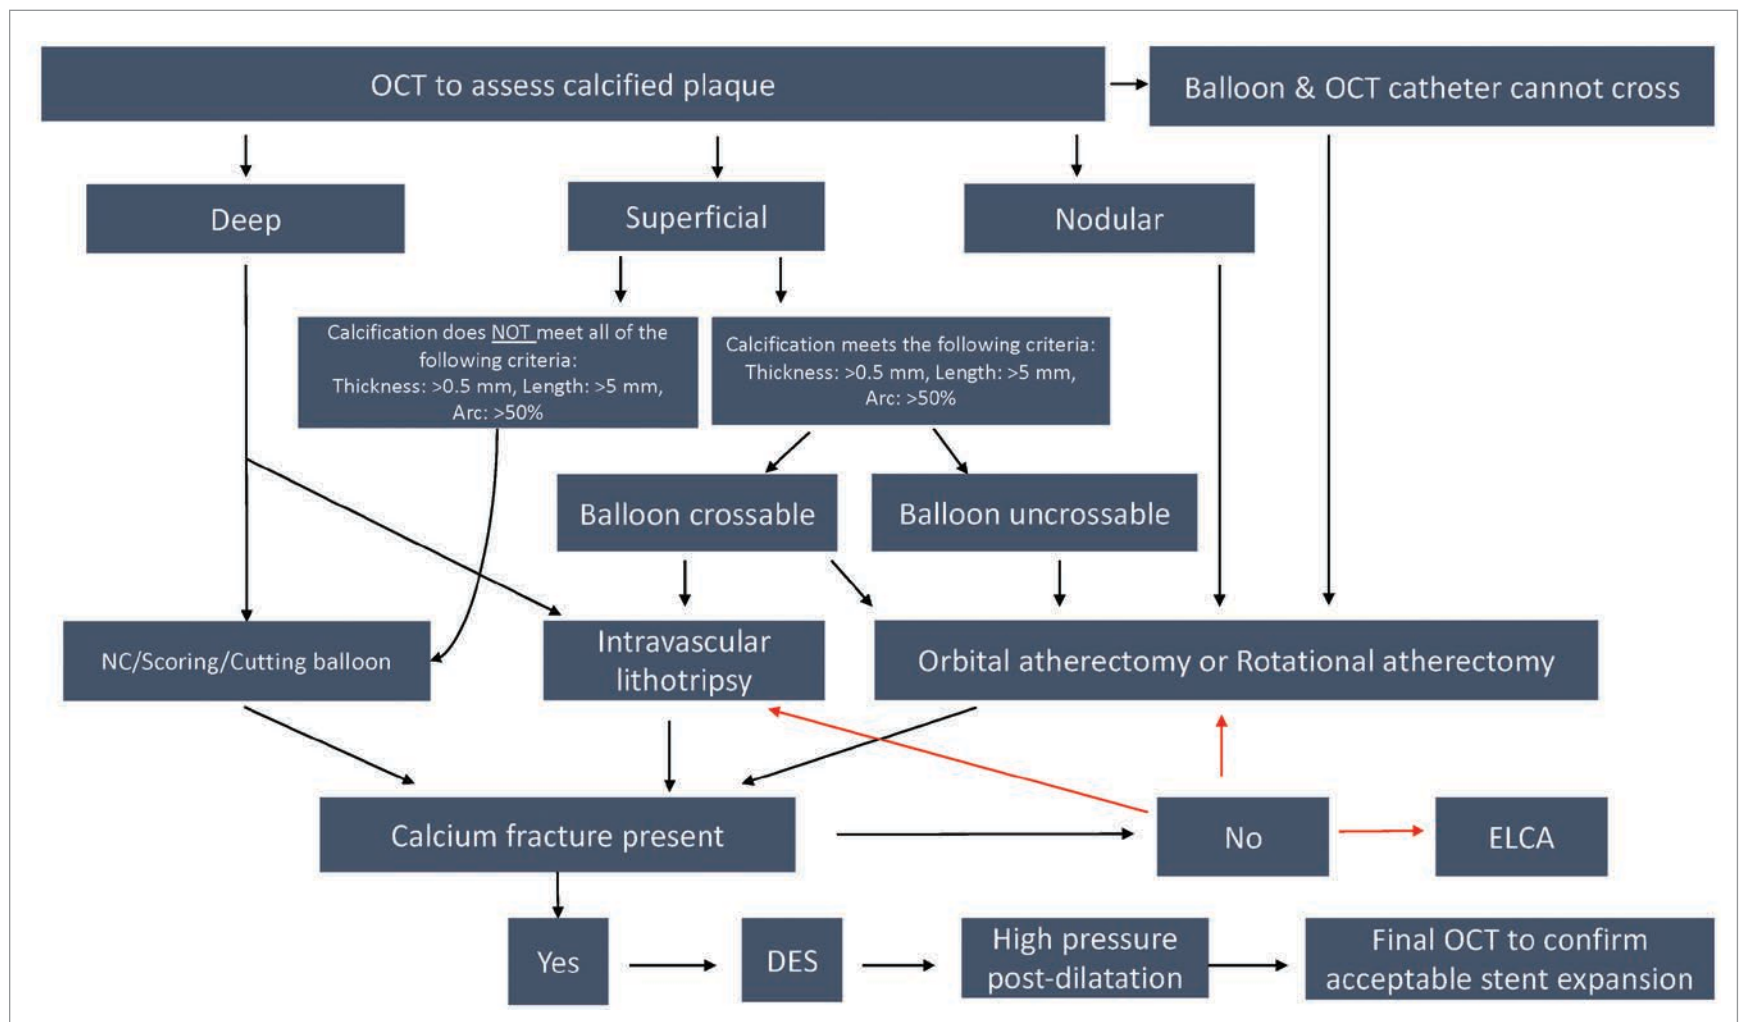 OCT to assess calcified plaque
Balloon & OCT catheter cannot cross
Deep
Superficial
Nodular
Calcification does NOT meet all of the
following criteria:
Thickness: >0.5 mm, Length: >5 mm,
Arc: >50%
Calcification meets the following criteria:
Thickness: >0.5 mm, Length: >5 mm,
Arc: >50%
Balloon crossable
Balloon uncrossable
NC/Scoring/Cutting balloon
Intravascular
lithotripsy
Orbital atherectomy or Rotational atherectomy
Calcium fracture present
No
ELCA
Yes
DES
High pressure
post-dilatation
Final OCT to confirm
acceptable stent expansion